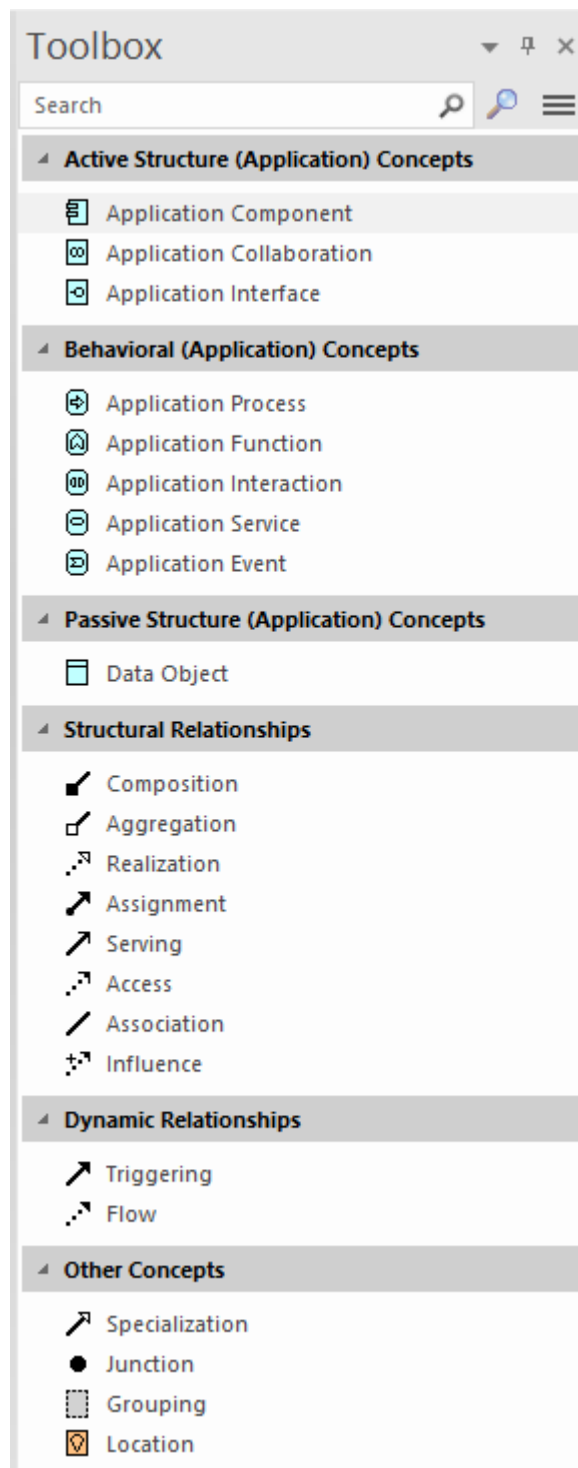 Toolbox
Search
Active Structure (Application) Concepts
Application Component
Application Collaboration
Application Interface
Behavioral (Application) Concepts
Application Process
Application Function
Application Interaction
Application Service
Application Event
Passive Structure (Application) Concepts
Data Object
Structural Relationships
Composition
Aggregation
Realization
Assignment
Serving
Access
Association
Influence
Dynamic Relationships
Triggering
Flow
Other Concepts
Specialization
Junction
Grouping
Location